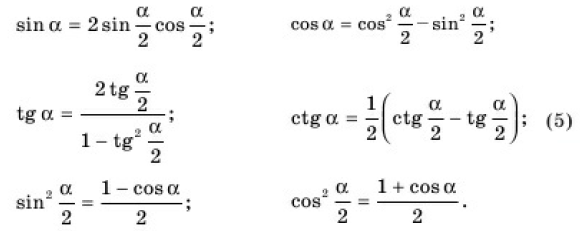 sin α = 2 sin α/2 cos α/2; cos α = cos² α/2 − sin² α/2;
tg α = (2 tg α/2)/(1 − tg² α/2); ctg α = 1/2 (ctg α/2 − tg α/2); (5)
sin² α/2 = (1 − cos α)/2; cos² α/2 = (1 + cos α)/2.